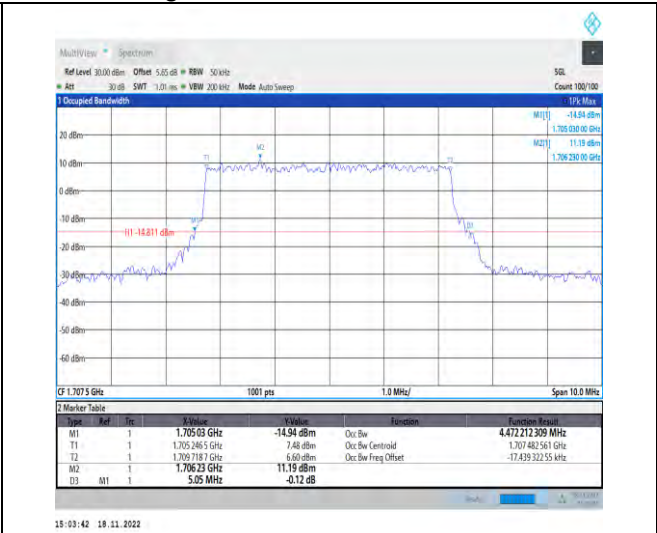 MultiView Spectrum
Ref Level 30.00 dBm Offset 5.85 dB RBW 50 kHz SGL
Att 30 dB SWT 1.01 ms VBW 200 kHz Mode Auto Sweep Count 100/100
1 Occupied Bandwidth 1Pk Max
M1[1] -14.94 dBm
1.705 030 00 GHz
M2[1] 11.19 dBm
1.706 230 00 GHz
20 dBm
M2
T1
10 dBm
0 dBm
-10 dBm
D3
H1 -14.811 dBm
-20 dBm
-30 dBm
-40 dBm
-50 dBm
-60 dBm
CF 1.707 5 GHz 1001 pts 1.0 MHz/ Span 10.0 MHz
2 Marker Table
Type Ref Trc X-Value Y-Value Function Function Result
M1 1 1.705 03 GHz -14.94 dBm Occ Bw 4.472 212 309 MHz
T1 1 1.705 246 5 GHz 7.48 dBm Occ Bw Centroid 1.707 482 561 GHz
T2 1 1.709 718 7 GHz 6.60 dBm Occ Bw Freq Offset -17.439 322 55 kHz
M2 1 1.706 23 GHz 11.19 dBm
D3 M1 1 5.05 MHz -0.12 dB
15:03:42 18.11.2022